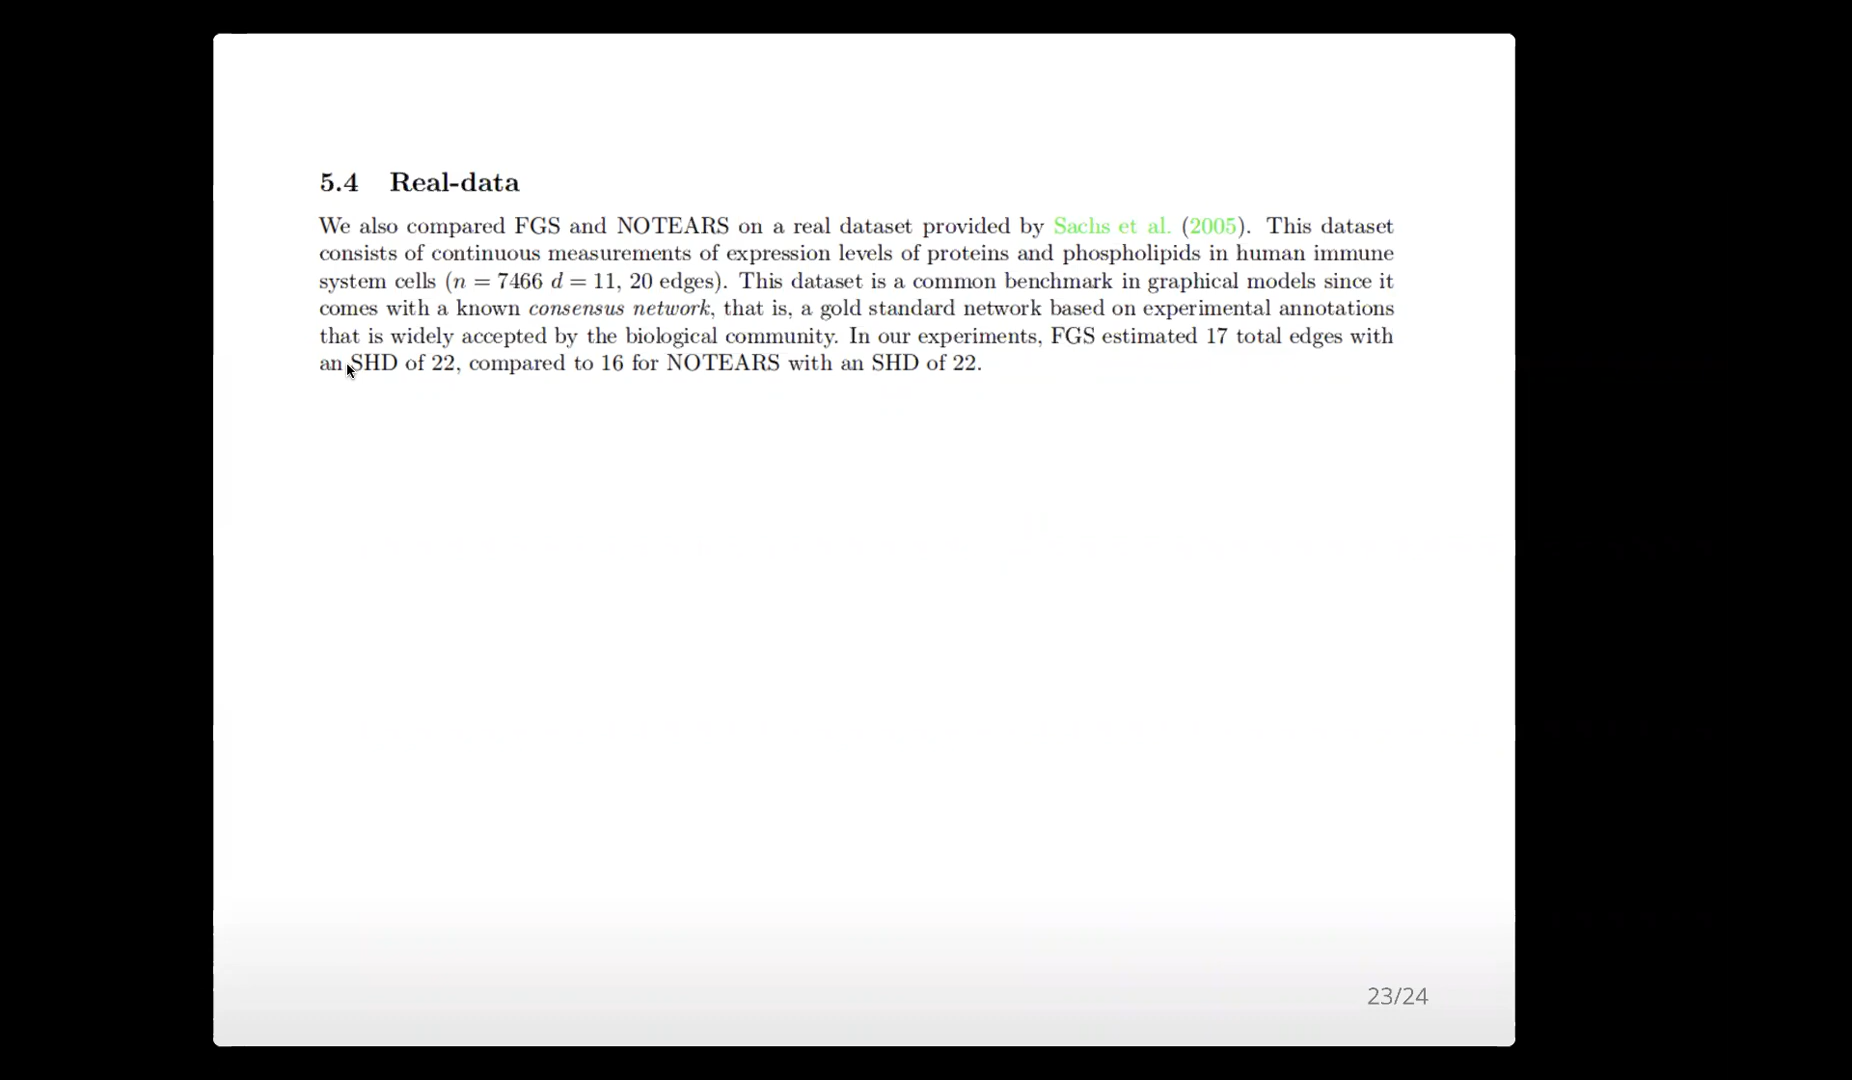 5.4 Real-data
We also compared FGS and NOTEARS on a real dataset provided by Sachs et al. (2005). This dataset
consists of continuous measurements of expression levels of proteins and phospholipids in human immune
system cells (n = 7466 d = 11, 20 edges). This dataset is a common benchmark in graphical models since it
comes with a known consensus network, that is, a gold standard network based on experimental annotations
that is widely accepted by the biological community. In our experiments, FGS estimated 17 total edges with
an SHD of 22, compared to 16 for NOTEARS with an SHD of 22.
23/24